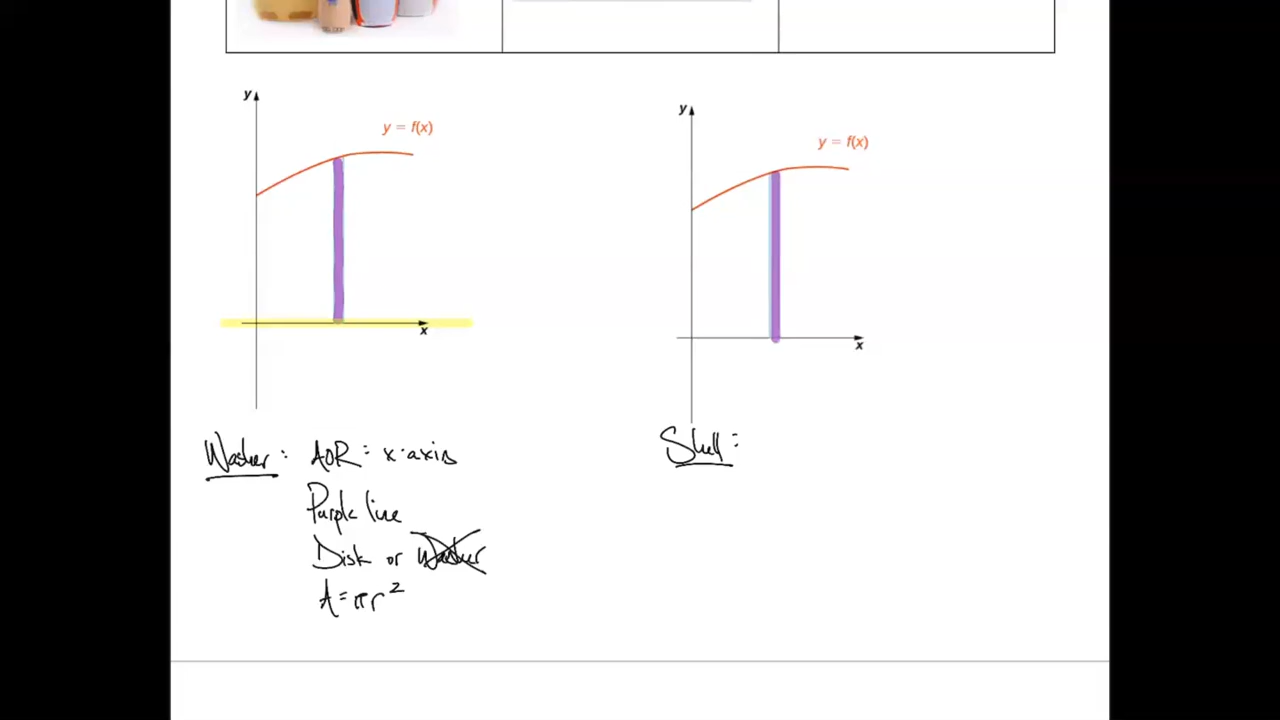 y
y = f(x)
x
y
y = f(x)
x
Washer: AOR = x-axis
Purple line
Disk or Washer
A = πr²
Shell: